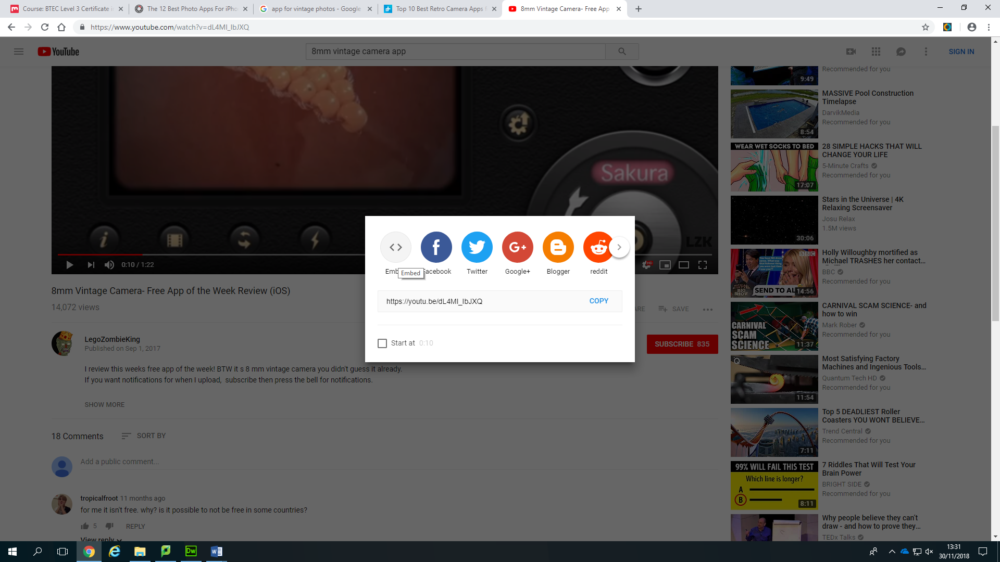 Course: BTEC Level 3 Certificate i
The 12 Best Photo Apps For iPho
app for vintage photos - Google
Top 10 Best Retro Camera Apps f
8mm Vintage Camera- Free App
https://www.youtube.com/watch?v=dL4MI_IbJXQ
YouTube
8mm vintage camera app
SIGN IN
Sakura
LZK
0:10 / 1:22
HD
Embed
Facebook
Twitter
Google+
Blogger
reddit
Embed
https://youtu.be/dL4MI_IbJXQ
COPY
Start at 0:10
8mm Vintage Camera- Free App of the Week Review (iOS)
14,072 views
ARE
SAVE
LegoZombieKing
Published on Sep 1, 2017
SUBSCRIBE 835
I review this weeks free app of the week! BTW it s 8 mm vintage camera you didn't guess it already.
If you want notifications for when I upload, subscribe then press the bell for notifications.
SHOW MORE
18 Comments
SORT BY
Add a public comment...
tropicalfroot 11 months ago
for me it isn't free. why? is it possible to not be free in some countries?
5
REPLY
View reply
9:49
Recommended for you
8:54
MASSIVE Pool Construction
Timelapse
DarvikMedia
Recommended for you
WEAR WET SOCKS TO BED
17:07
28 SIMPLE HACKS THAT WILL
CHANGE YOUR LIFE
5-Minute Crafts
Recommended for you
30:06
Stars in the Universe | 4K
Relaxing Screensaver
Josu Relax
1.5M views
BBC
SEND TO AL
14:56
Holly Willoughby mortified as
Michael TRASHES her contact...
BBC
Recommended for you
CARNIVAL
SCAM
SCIENCE
11:37
CARNIVAL SCAM SCIENCE- and
how to win
Mark Rober
Recommended for you
11:54
Most Satisfying Factory
Machines and Ingenious Tools...
Quantum Tech HD
Recommended for you
7:11
Top 5 DEADLIEST Roller
Coasters YOU WONT BELIEVE...
Trend Central
Recommended for you
99% WILL FAIL THIS TEST
Which line is longer?
A
B
8:11
7 Riddles That Will Test Your
Brain Power
BRIGHT SIDE
Recommended for you
Why people believe they can't
draw - and how to prove they...
TEDx Talks
Dw
13:31
30/11/2018